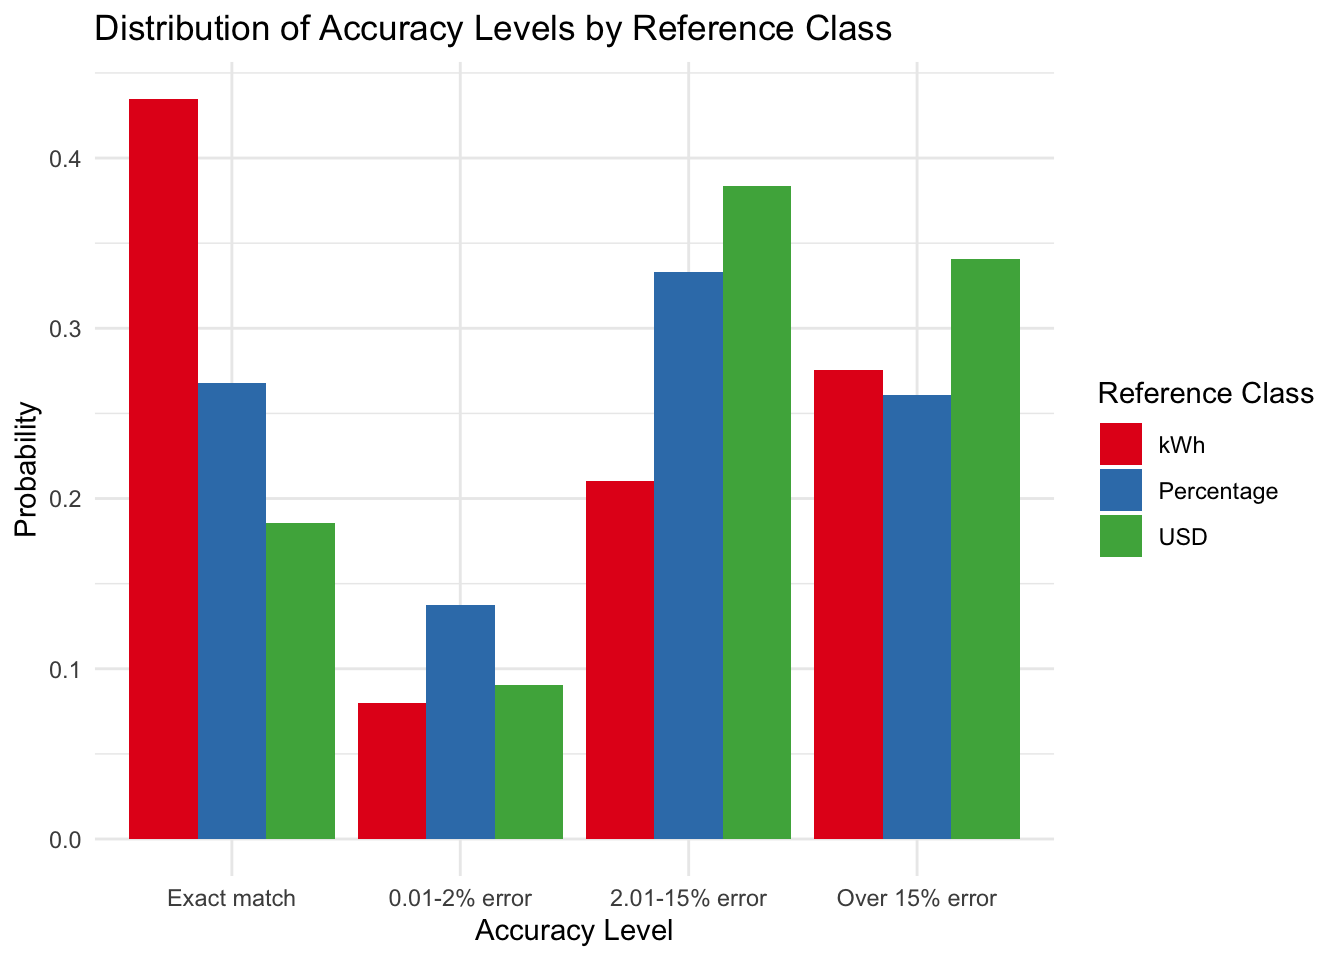 Distribution of Accuracy Levels by Reference Class
Probability
0.4
0.3
0.2
0.1
0.0
Exact match
0.01-2% error
2.01-15% error
Over 15% error
Accuracy Level
Reference Class
kWh
Percentage
USD